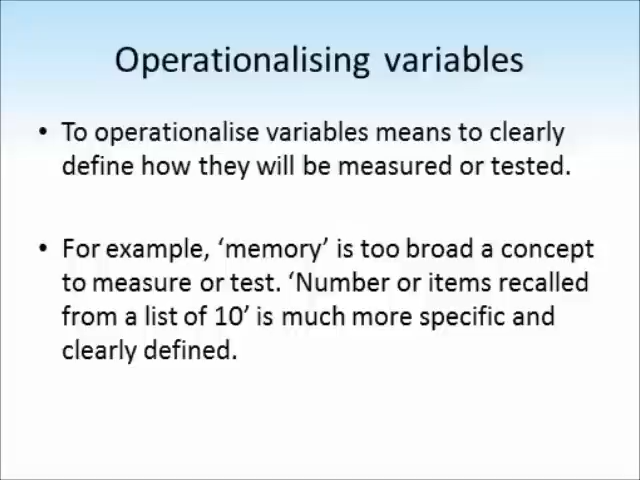 Operationalising variables
• To operationalise variables means to clearly
define how they will be measured or tested.
• For example, ‘memory’ is too broad a concept
to measure or test. ‘Number or items recalled
from a list of 10’ is much more specific and
clearly defined.